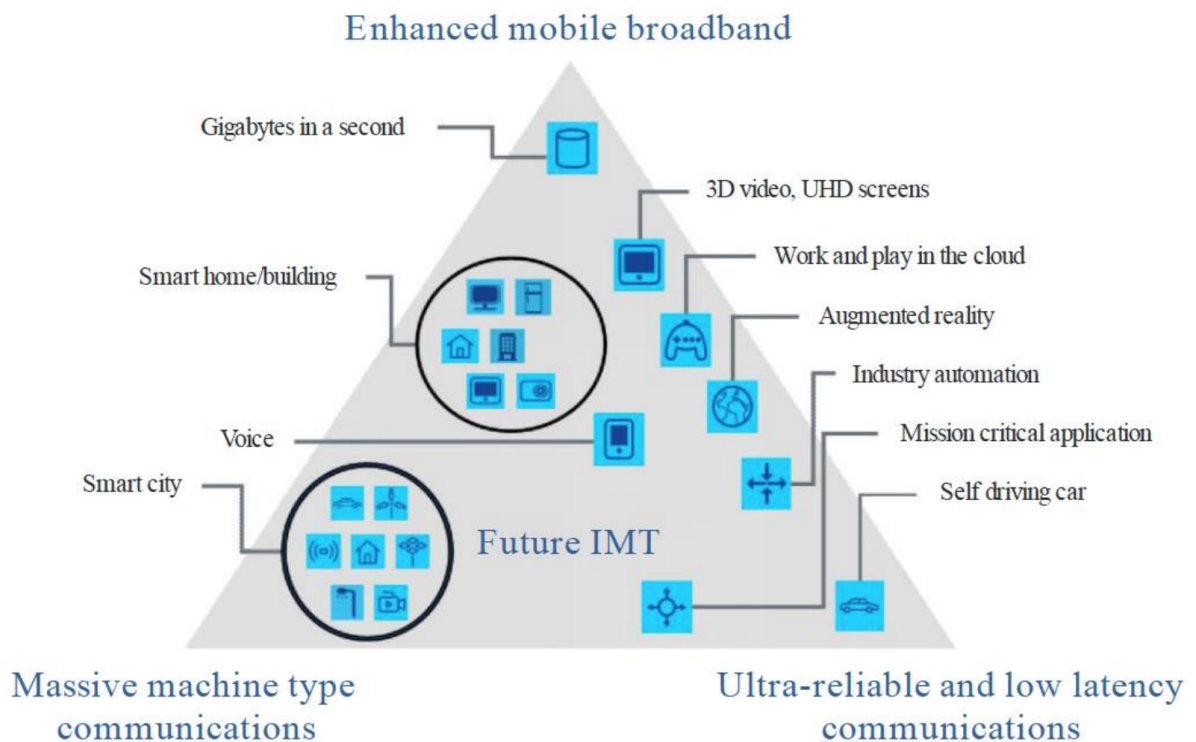 Enhanced mobile broadband
Gigabytes in a second
3D video, UHD screens
Work and play in the cloud
Smart home/building
Augmented reality
Industry automation
Voice
Mission critical application
Smart city
Self driving car
Future IMT
Massive machine type
communications
Ultra-reliable and low latency
communications